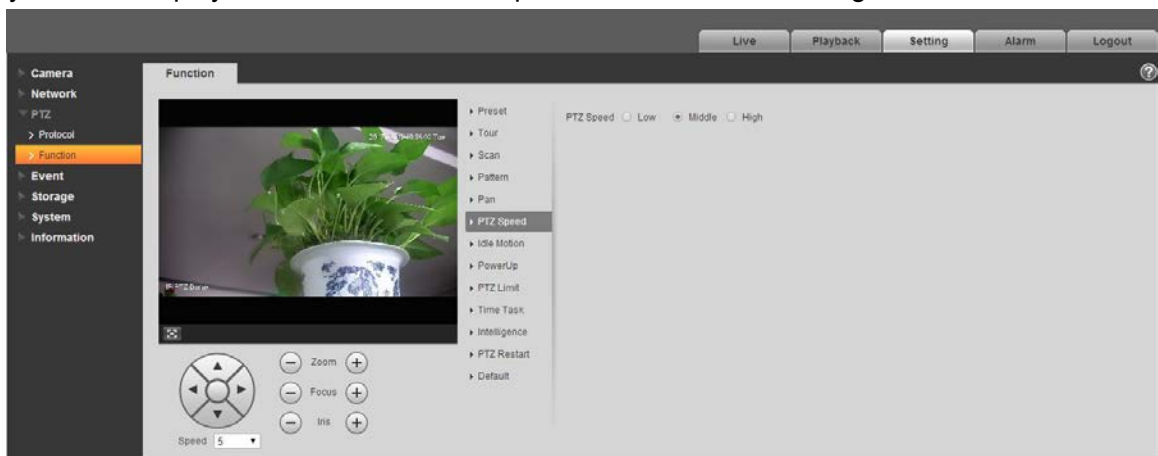 Live Playback Setting Alarm Logout
Camera
Network
PTZ
Protocol
Function
Event
Storage
System
Information
Function
Preset
Tour
Scan
Pattern
Pan
PTZ Speed
Idle Motion
PowerUp
PTZ Limit
Time Task
Intelligence
PTZ Restart
Default
PTZ Speed Low Middle High
Zoom
Focus
Iris
Speed 5